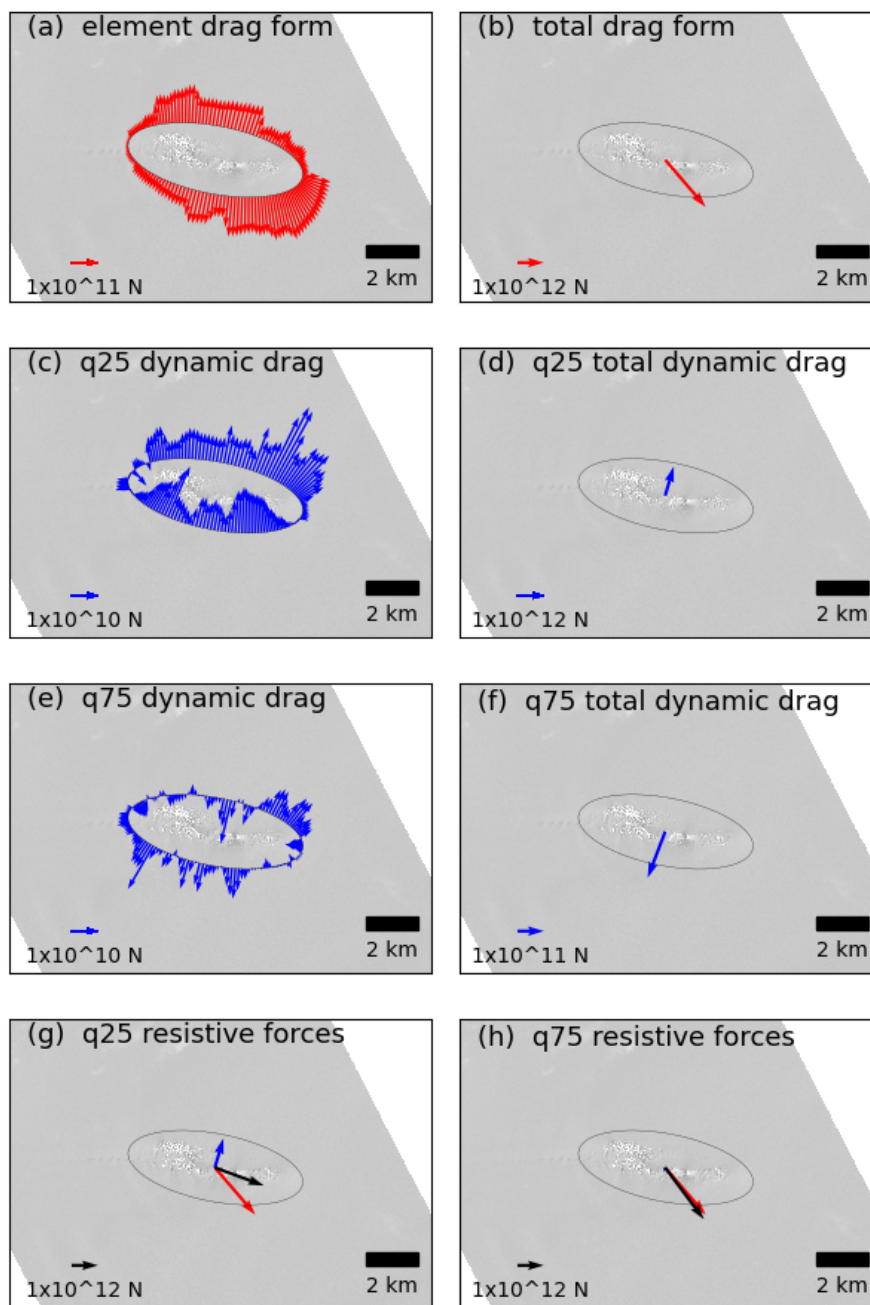 (a) element drag form
1x10^11 N
2 km
(b) total drag form
1x10^12 N
2 km
(c) q25 dynamic drag
1x10^10 N
2 km
(d) q25 total dynamic drag
1x10^12 N
2 km
(e) q75 dynamic drag
1x10^10 N
2 km
(f) q75 total dynamic drag
1x10^11 N
2 km
(g) q25 resistive forces
1x10^12 N
2 km
(h) q75 resistive forces
1x10^12 N
2 km